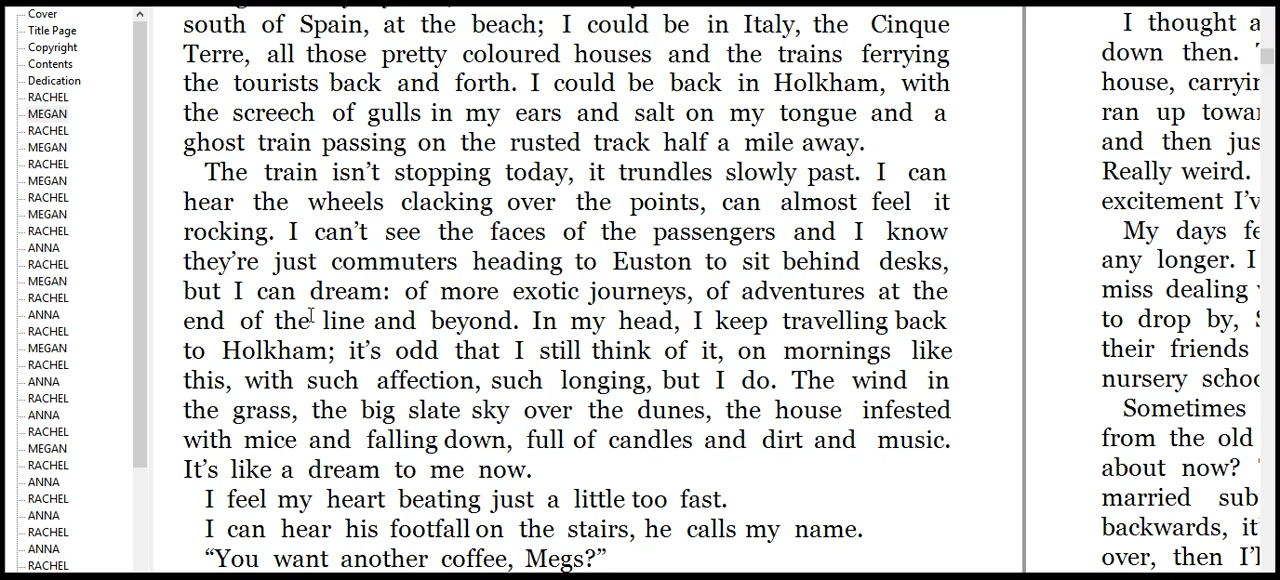 Cover
Title Page
Copyright
Contents
Dedication
RACHEL
MEGAN
RACHEL
MEGAN
RACHEL
MEGAN
RACHEL
MEGAN
RACHEL
ANNA
RACHEL
MEGAN
RACHEL
ANNA
RACHEL
MEGAN
RACHEL
ANNA
RACHEL
ANNA
RACHEL
MEGAN
RACHEL
ANNA
RACHEL
ANNA
RACHEL
ANNA
RACHEL
south of Spain, at the beach; I could be in Italy, the Cinque
Terre, all those pretty coloured houses and the trains ferrying
the tourists back and forth. I could be back in Holkham, with
the screech of gulls in my ears and salt on my tongue and a
ghost train passing on the rusted track half a mile away.
The train isn’t stopping today, it trundles slowly past. I can
hear the wheels clacking over the points, can almost feel it
rocking. I can’t see the faces of the passengers and I know
they’re just commuters heading to Euston to sit behind desks,
but I can dream: of more exotic journeys, of adventures at the
end of the line and beyond. In my head, I keep travelling back
to Holkham; it’s odd that I still think of it, on mornings like
this, with such affection, such longing, but I do. The wind in
the grass, the big slate sky over the dunes, the house infested
with mice and falling down, full of candles and dirt and music.
It’s like a dream to me now.
I feel my heart beating just a little too fast.
I can hear his footfall on the stairs, he calls my name.
“You want another coffee, Megs?”
I thought
down then.
house,
ran up
and then
Really weird.
excitement
My days
any longer. I
miss dealing
to drop by,
their friends
nursery
Sometimes
from the old
about now?
married
backwards,
over, then